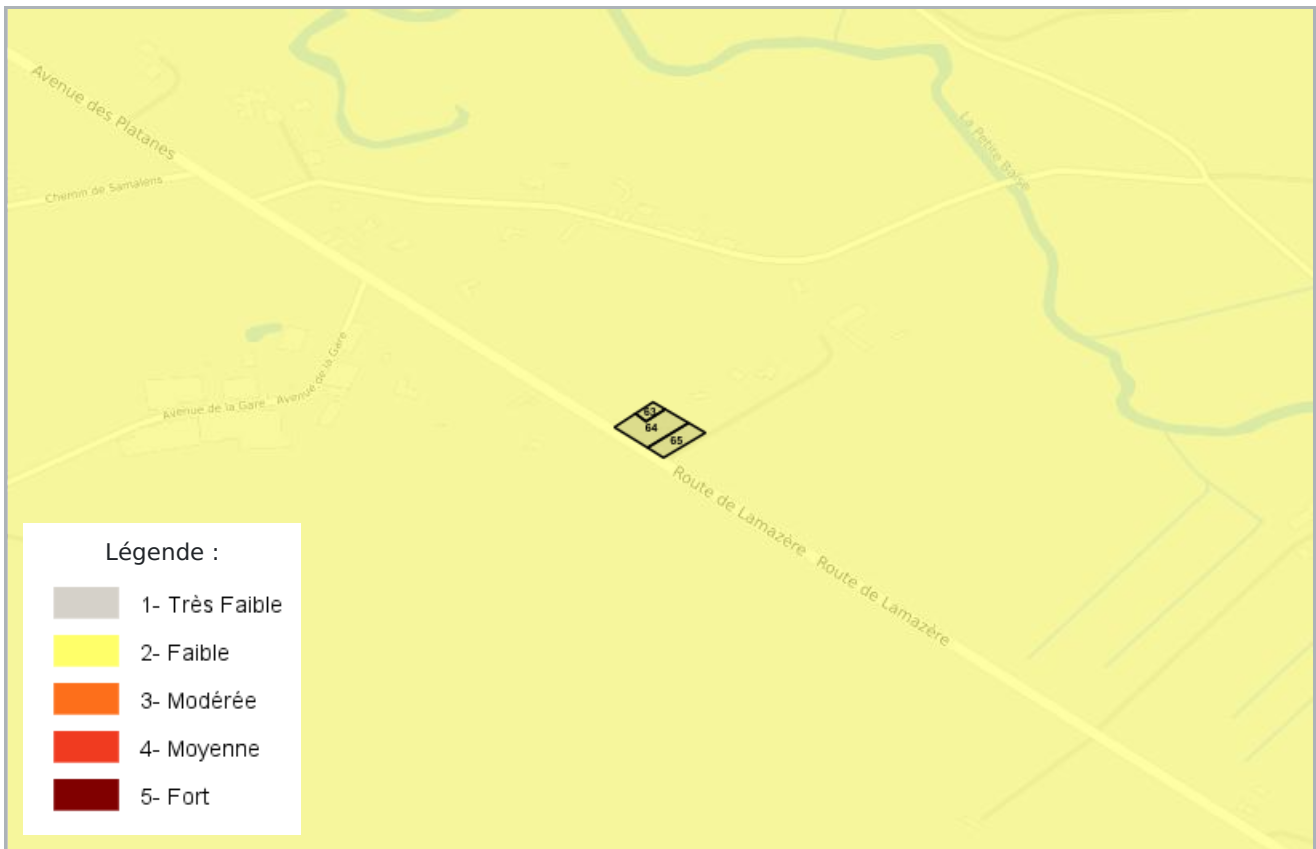 Avenue des Platanes
La Petite Baïse
Chemin de Samalens
Avenue de la Gare
Avenue de la Gare
63
64
65
Route de Lamazère
Route de Lamazère
Légende :
1- Très Faible
2- Faible
3- Modérée
4- Moyenne
5- Fort